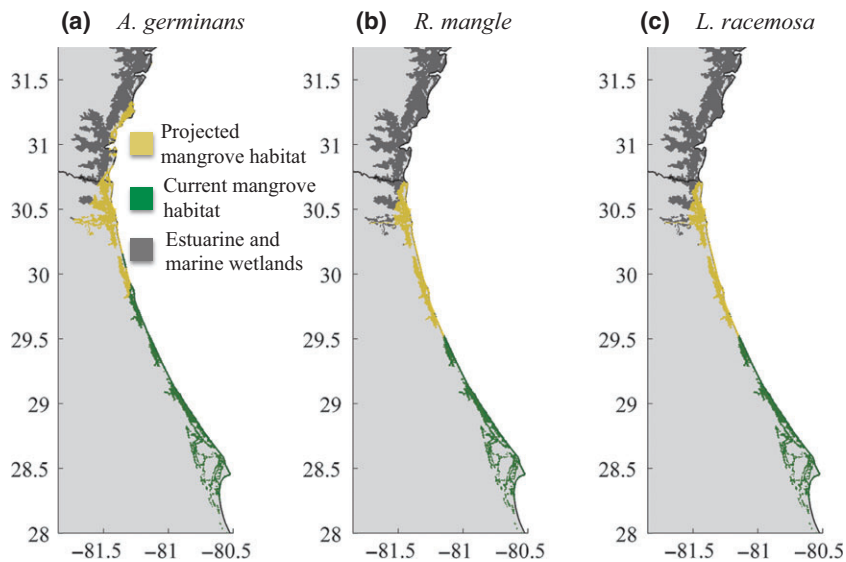 (a) A. germinans
(b) R. mangle
(c) L. racemosa
31.5
31
30.5
30
29.5
29
28.5
28
Projected
mangrove habitat
Current mangrove
habitat
Estuarine and
marine wetlands
−81.5 −81 −80.5
31.5
31
30.5
30
29.5
29
28.5
28
−81.5 −81 −80.5
31.5
31
30.5
30
29.5
29
28.5
28
−81.5 −81 −80.5